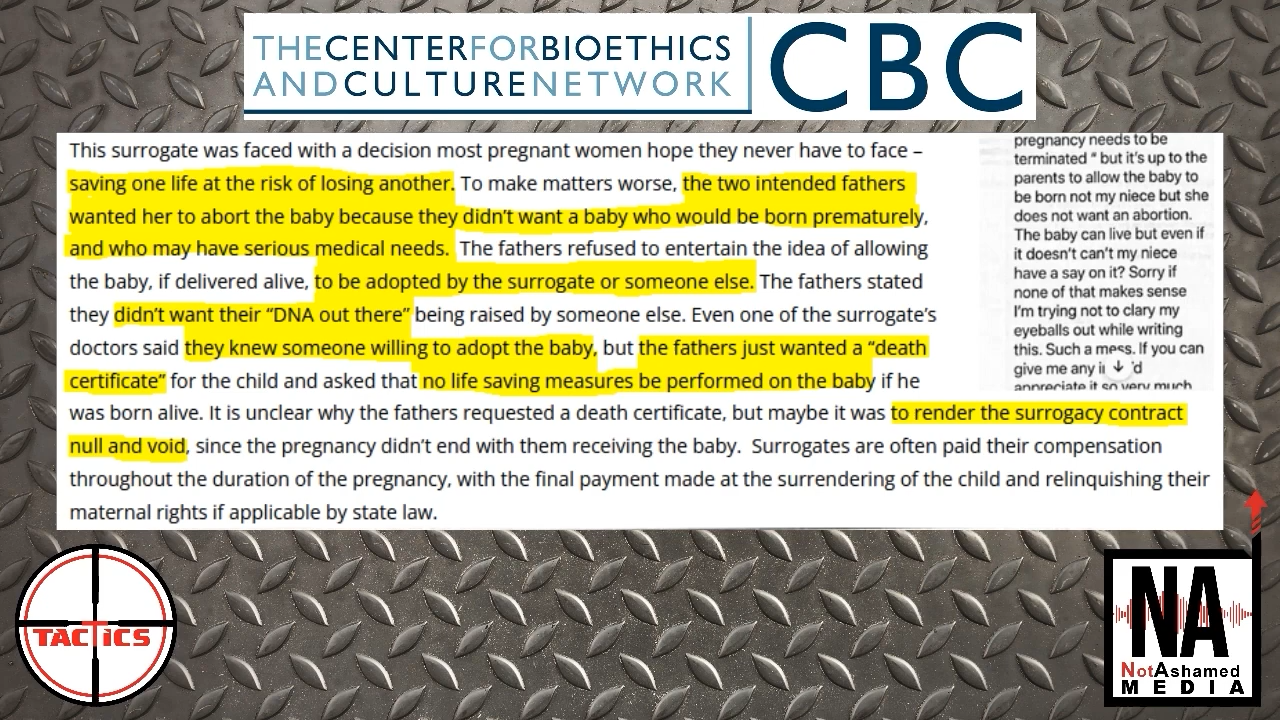 THECENTERFORBIOETHICS
ANDCULTURENETWORK
CBC
This surrogate was faced with a decision most pregnant women hope they never have to face –
saving one life at the risk of losing another. To make matters worse, the two intended fathers
wanted her to abort the baby because they didn't want a baby who would be born prematurely,
and who may have serious medical needs. The fathers refused to entertain the idea of allowing
the baby, if delivered alive, to be adopted by the surrogate or someone else. The fathers stated
they didn't want their “DNA out there” being raised by someone else. Even one of the surrogate's
doctors said they knew someone willing to adopt the baby, but the fathers just wanted a “death
certificate” for the child and asked that no life saving measures be performed on the baby if he
was born alive. It is unclear why the fathers requested a death certificate, but maybe it was to render the surrogacy contract
null and void, since the pregnancy didn't end with them receiving the baby. Surrogates are often paid their compensation
throughout the duration of the pregnancy, with the final payment made at the surrendering of the child and relinquishing their
maternal rights if applicable by state law.
pregnancy needs to be
terminated “ but it's up to the
parents to allow the baby to
be born not my niece but she
does not want an abortion.
The baby can live but even if
it doesn't can't my niece
have a say on it? Sorry if
none of that makes sense
I'm trying not to clary my
eyeballs out while writing
this. Such a mess. If you can
give me any
appreciate it so very much
TACTICS
NA
NotAshamed
MEDIA